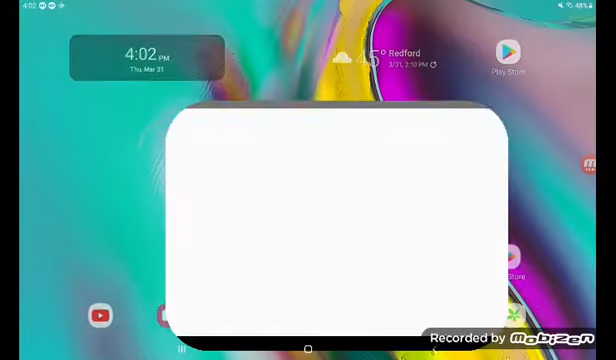 4:02
48%
4:02 PM
Thu, Mar 31
45°
Redford
3/31, 2:10 PM
Play Store
Store
Recorded by
mobizen